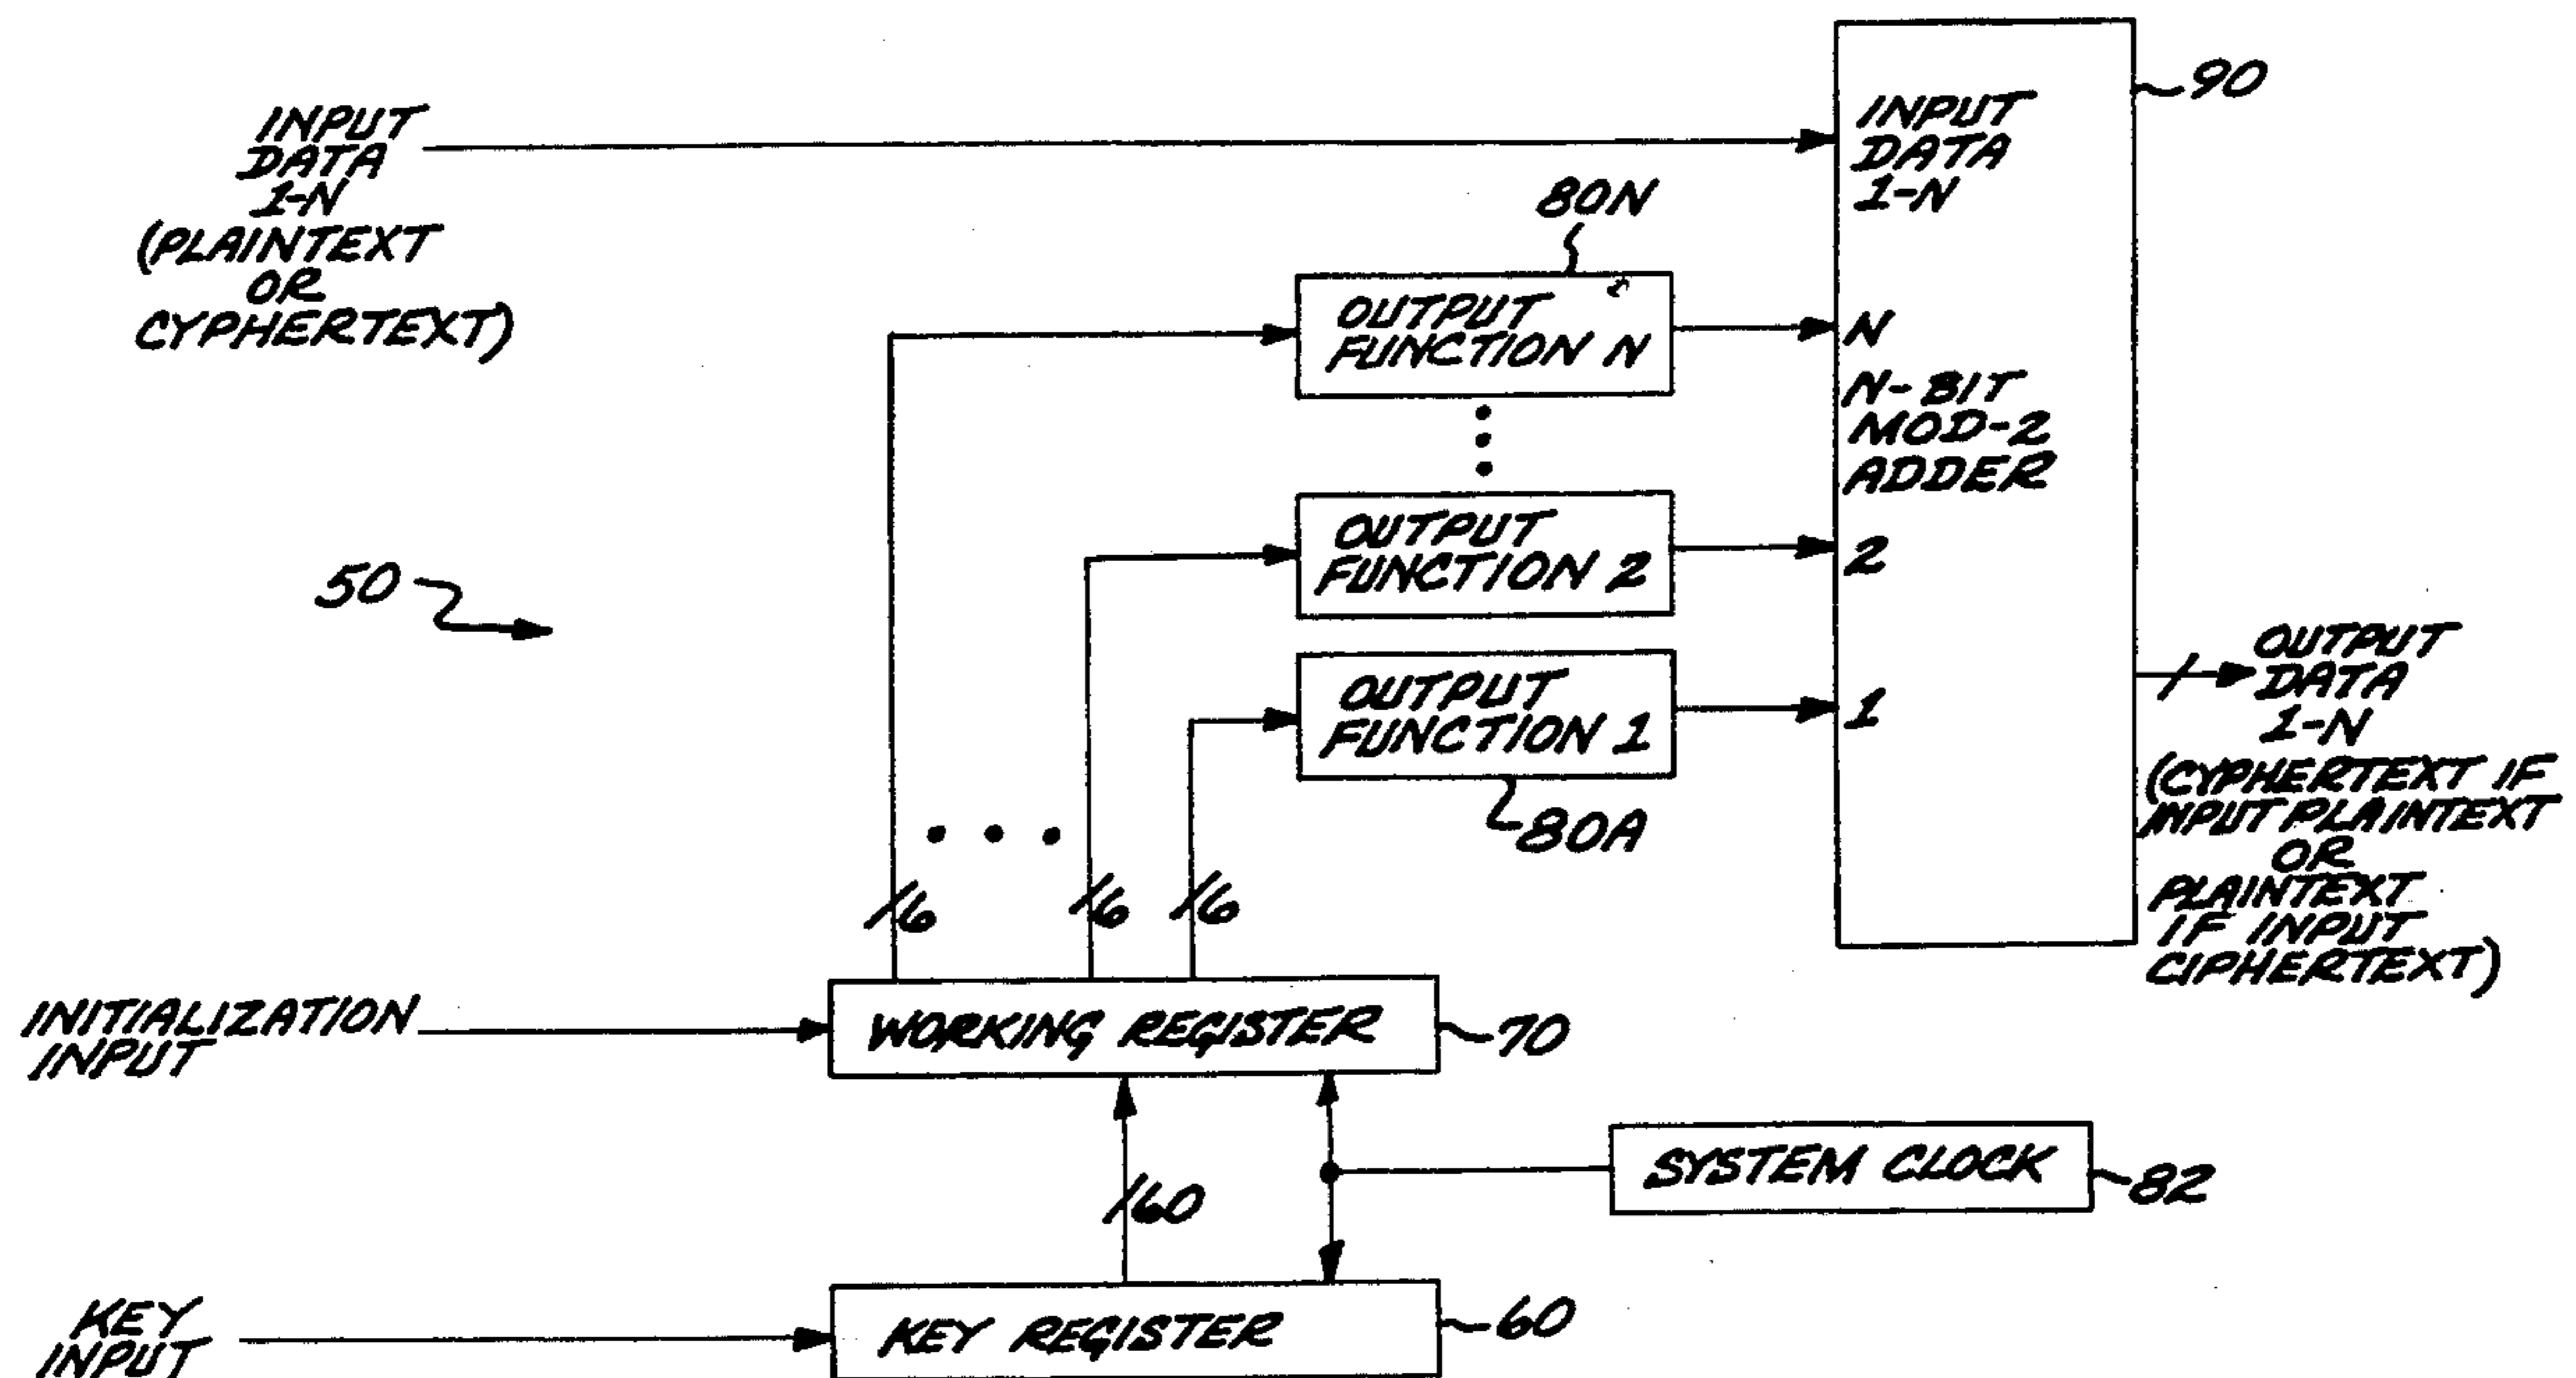 INPUT
DATA
1-N
(PLAINTEXT
OR
CYPHERTEXT)
INPUT
DATA
1-N
90
80N
OUTPUT
FUNCTION N
N
N-BIT
MOD-2
ADDER
OUTPUT
FUNCTION 2
2
50
OUTPUT
FUNCTION 1
1
80A
OUTPUT
DATA
1-N
(CYPHERTEXT IF
INPUT PLAINTEXT
OR
PLAINTEXT
IF INPUT
CIPHERTEXT)
6
6
6
INITIALIZATION
INPUT
WORKING REGISTER
70
60
SYSTEM CLOCK
82
KEY
INPUT
KEY REGISTER
60